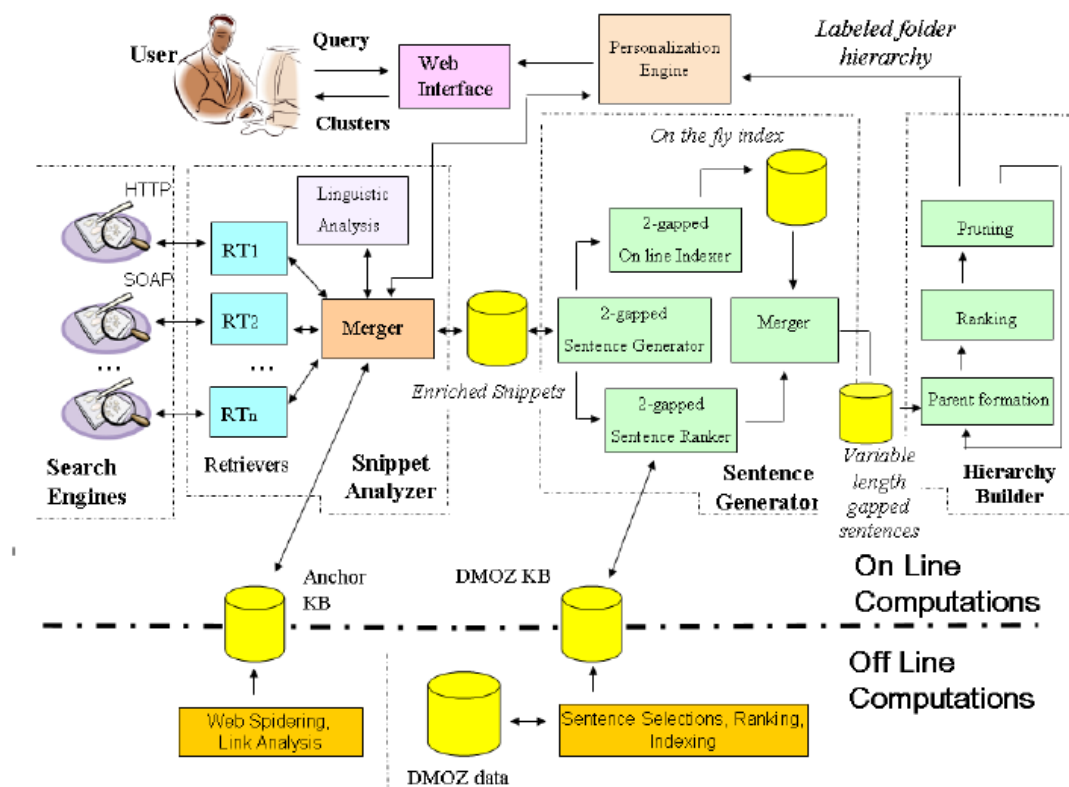 User
Query
Clusters
Web
Interface
Personalization
Engine
Labeled folder
hierarchy
HTTP
SOAP
...
Search
Engines
RT1
RT2
...
RTn
Retrievers
Linguistic
Analysis
Merger
Snippet
Analyzer
Enriched Snippets
On the fly index
2-gapped
On line Indexer
2-gapped
Sentence Generator
2-gapped
Sentence Ranker
Merger
Sentence
Generator
Variable
length
gapped
sentences
Pruning
Ranking
Parent formation
Hierarchy
Builder
Anchor
KB
DMOZ KB
On Line
Computations
Off Line
Computations
Web Spidering,
Link Analysis
DMOZ data
Sentence Selections, Ranking,
Indexing